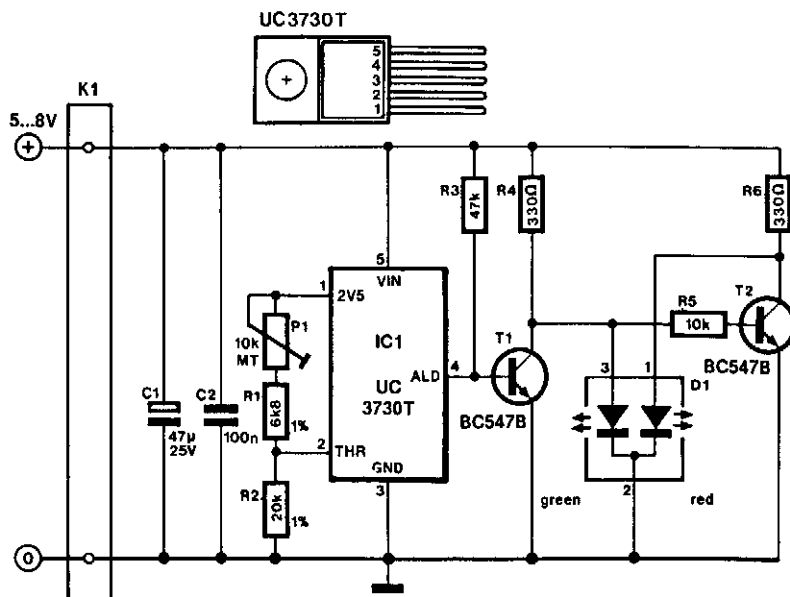 UC3730T
5
4
3
2
1
K1
5...8V
+
R3
47k
R4
330Ω
R6
330Ω
5
VIN
1
2V5
P1
10k
MT
IC1
UC
3730T
ALD
4
T1
BC547B
R5
10k
T2
BC547B
3
1
D1
C1
47µ
25V
C2
100n
R1
6k8
1%
2
THR
GND
3
R2
20k
1%
green
2
red
0